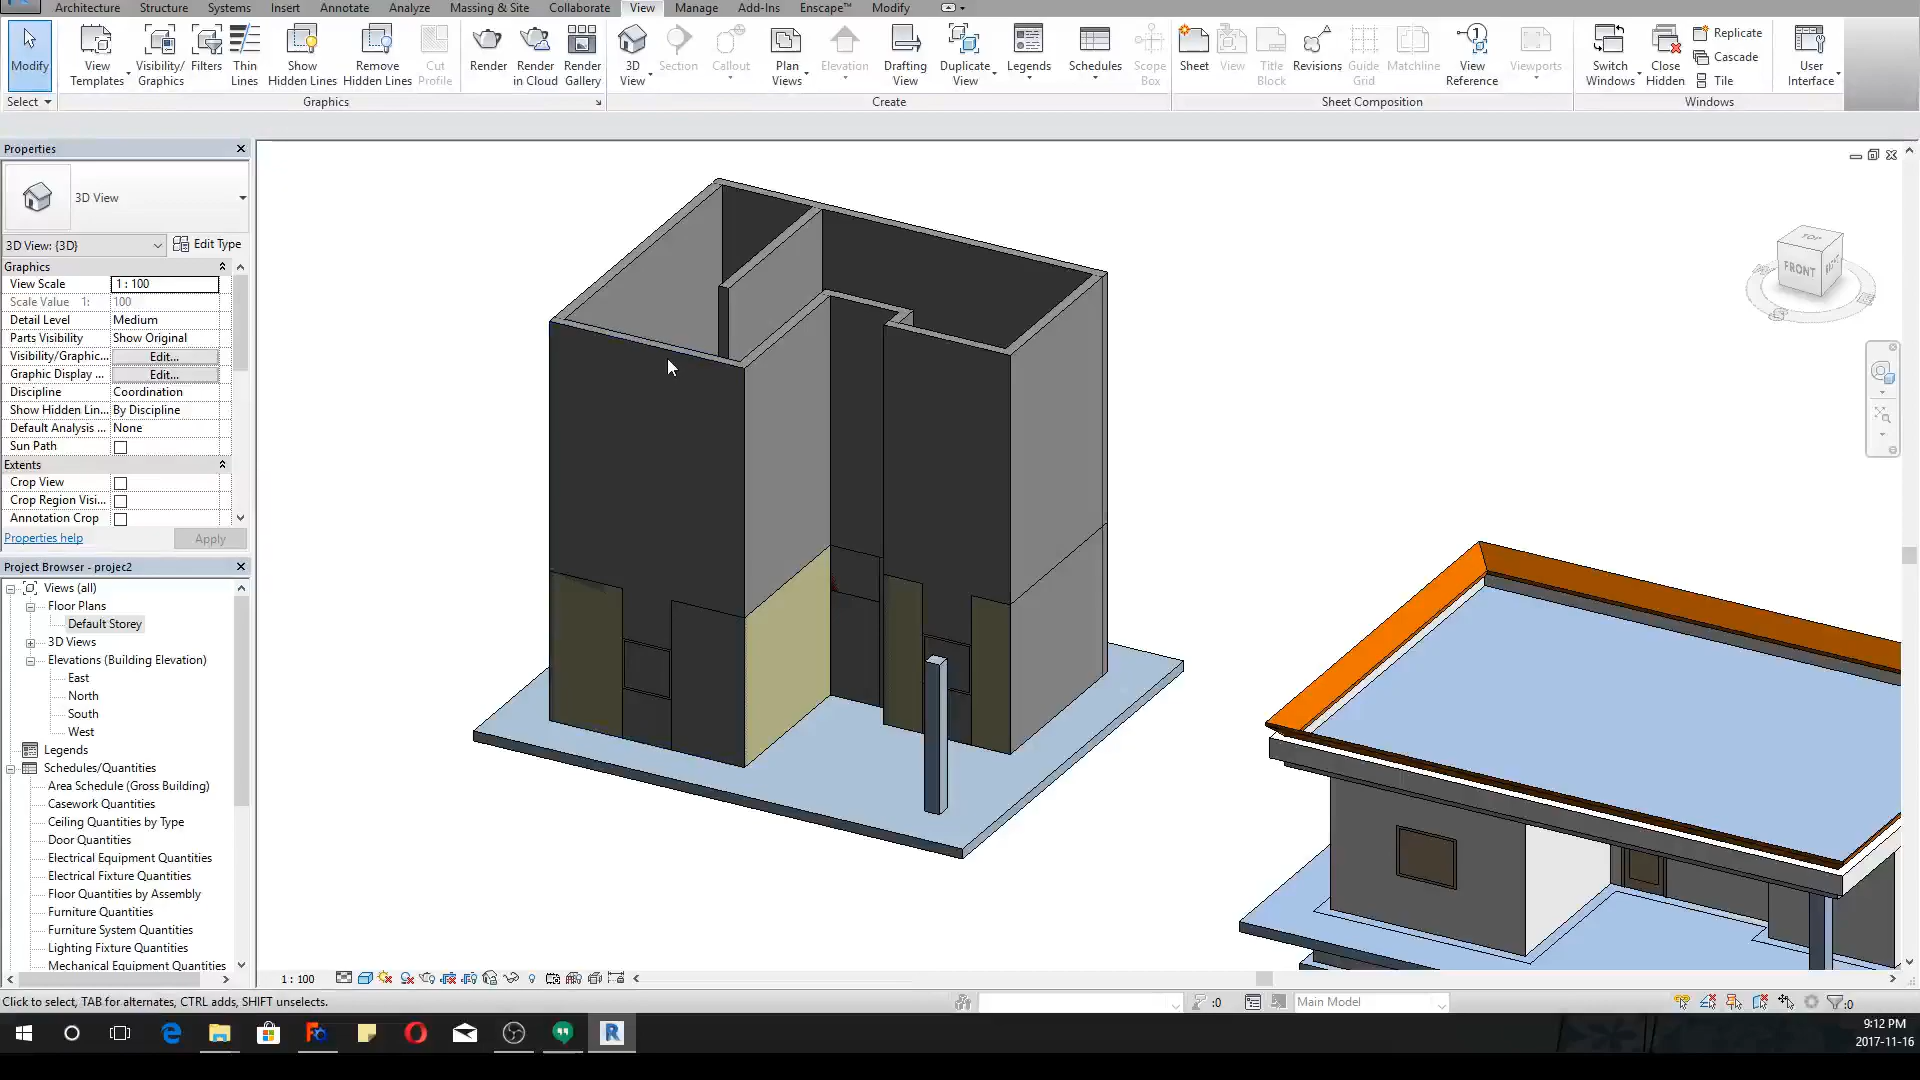 Architecture Structure Systems Insert Annotate Analyze Massing & Site Collaborate View Manage Add-Ins Enscape™ Modify
Modify View Templates Visibility/ Graphics Filters Thin Lines Show Hidden Lines Remove Hidden Lines Cut Profile Render Render in Cloud Render Gallery 3D View Section Callout Plan Views Elevation Drafting View Duplicate View Legends Schedules Scope Box Sheet View Title Block Revisions Guide Grid Matchline View Reference Viewports Switch Windows Close Hidden Replicate Cascade Tile User Interface
Select Graphics Create Sheet Composition Windows
Properties
3D View
3D View: {3D} Edit Type
Graphics
View Scale 1 : 100
Scale Value 1: 100
Detail Level Medium
Parts Visibility Show Original
Visibility/Graphic... Edit...
Graphic Display ... Edit...
Discipline Coordination
Show Hidden Lin... By Discipline
Default Analysis ... None
Sun Path
Extents
Crop View
Crop Region Visi...
Annotation Crop
Properties help Apply
Project Browser - projec2
Views (all)
Floor Plans
Default Storey
3D Views
Elevations (Building Elevation)
East
North
South
West
Legends
Schedules/Quantities
Area Schedule (Gross Building)
Casework Quantities
Ceiling Quantities by Type
Door Quantities
Electrical Equipment Quantities
Electrical Fixture Quantities
Floor Quantities by Assembly
Furniture Quantities
Furniture System Quantities
Lighting Fixture Quantities
Mechanical Equipment Quantities
TOP
FRONT
1 : 100
Click to select, TAB for alternates, CTRL adds, SHIFT unselects.
:0
Main Model
:0
9:12 PM
2017-11-16